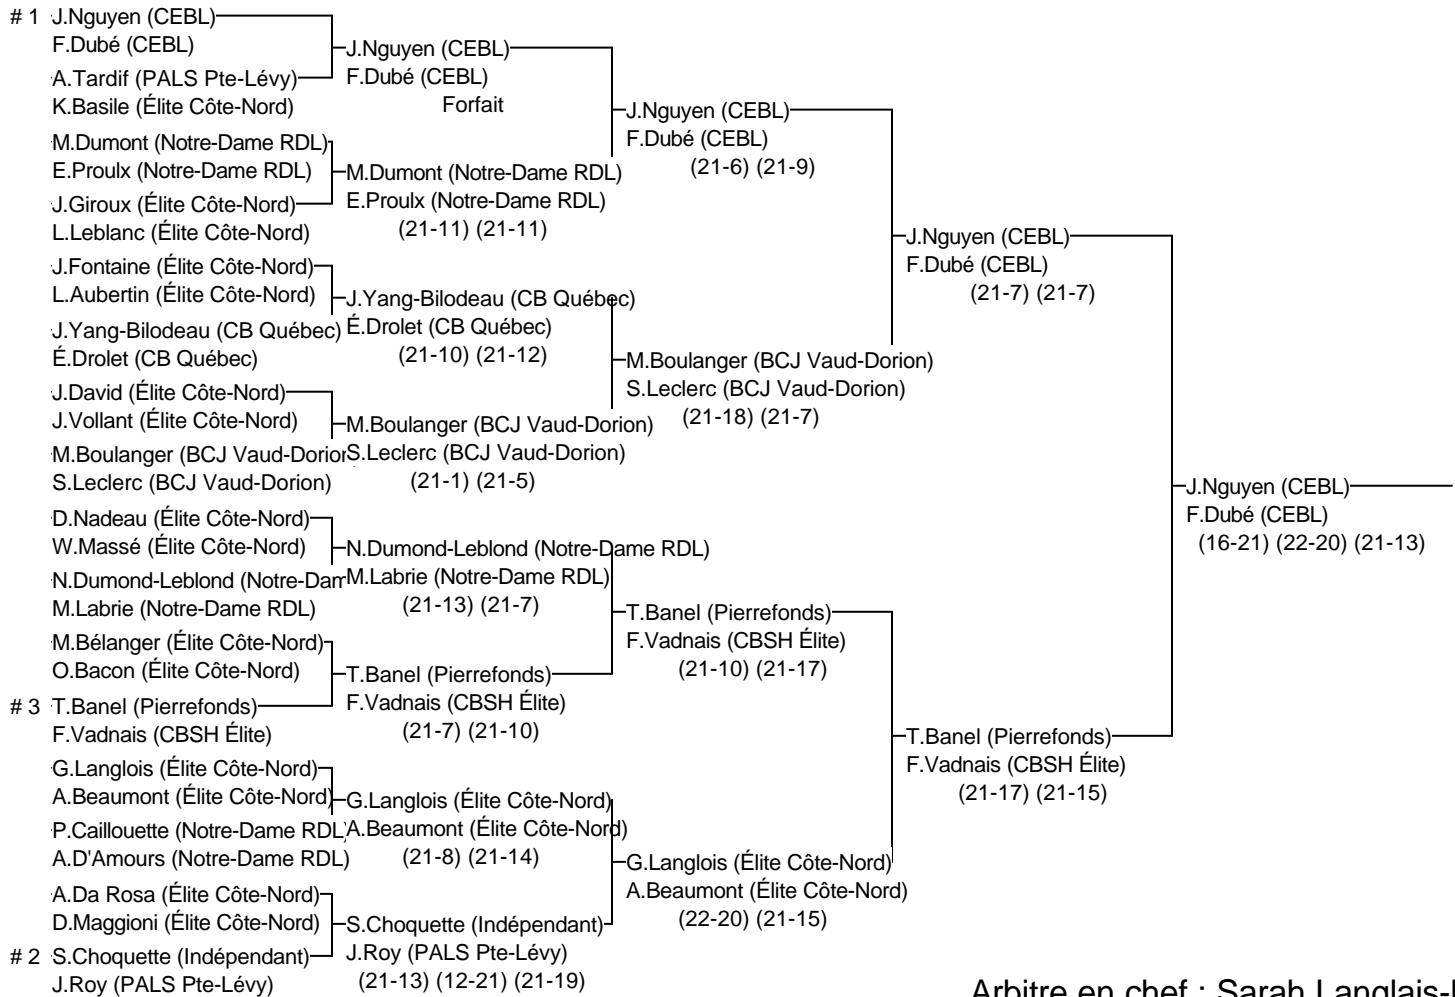 # 1 J.Nguyen (CEBL)
F.Dubé (CEBL)
A.Tardif (PALS Pte-Lévy)
K.Basile (Élite Côte-Nord)
M.Dumont (Notre-Dame RDL)
E.Proulx (Notre-Dame RDL)
J.Giroux (Élite Côte-Nord)
L.Leblanc (Élite Côte-Nord)
J.Fontaine (Élite Côte-Nord)
L.Aubertin (Élite Côte-Nord)
J.Yang-Bilodeau (CB Québec)
É.Drolet (CB Québec)
J.David (Élite Côte-Nord)
J.Vollant (Élite Côte-Nord)
M.Boulanger (BCJ Vaud-Dorion
S.Leclerc (BCJ Vaud-Dorion)
D.Nadeau (Élite Côte-Nord)
W.Massé (Élite Côte-Nord)
N.Dumond-Leblond (Notre-Dam
M.Labrie (Notre-Dame RDL)
M.Bélanger (Élite Côte-Nord)
O.Bacon (Élite Côte-Nord)
# 3 T.Banel (Pierrefonds)
F.Vadnais (CBSH Élite)
G.Langlois (Élite Côte-Nord)
A.Beaumont (Élite Côte-Nord)
P.Caillouette (Notre-Dame RDL)
A.D'Amours (Notre-Dame RDL)
A.Da Rosa (Élite Côte-Nord)
D.Maggioni (Élite Côte-Nord)
# 2 S.Choquette (Indépendant)
J.Roy (PALS Pte-Lévy)
J.Nguyen (CEBL)
F.Dubé (CEBL)
Forfait
M.Dumont (Notre-Dame RDL)
E.Proulx (Notre-Dame RDL)
(21-11) (21-11)
J.Yang-Bilodeau (CB Québec)
É.Drolet (CB Québec)
(21-10) (21-12)
M.Boulanger (BCJ Vaud-Dorion)
S.Leclerc (BCJ Vaud-Dorion)
(21-1) (21-5)
N.Dumond-Leblond (Notre-Dame RDL)
M.Labrie (Notre-Dame RDL)
(21-13) (21-7)
T.Banel (Pierrefonds)
F.Vadnais (CBSH Élite)
(21-7) (21-10)
G.Langlois (Élite Côte-Nord)
A.Beaumont (Élite Côte-Nord)
(21-8) (21-14)
S.Choquette (Indépendant)
J.Roy (PALS Pte-Lévy)
(21-13) (12-21) (21-19)
J.Nguyen (CEBL)
F.Dubé (CEBL)
(21-6) (21-9)
M.Boulanger (BCJ Vaud-Dorion)
S.Leclerc (BCJ Vaud-Dorion)
(21-18) (21-7)
T.Banel (Pierrefonds)
F.Vadnais (CBSH Élite)
(21-10) (21-17)
G.Langlois (Élite Côte-Nord)
A.Beaumont (Élite Côte-Nord)
(22-20) (21-15)
J.Nguyen (CEBL)
F.Dubé (CEBL)
(21-7) (21-7)
T.Banel (Pierrefonds)
F.Vadnais (CBSH Élite)
(21-17) (21-15)
J.Nguyen (CEBL)
F.Dubé (CEBL)
(16-21) (22-20) (21-13)
Arbitre en chef : Sarah Langlais-